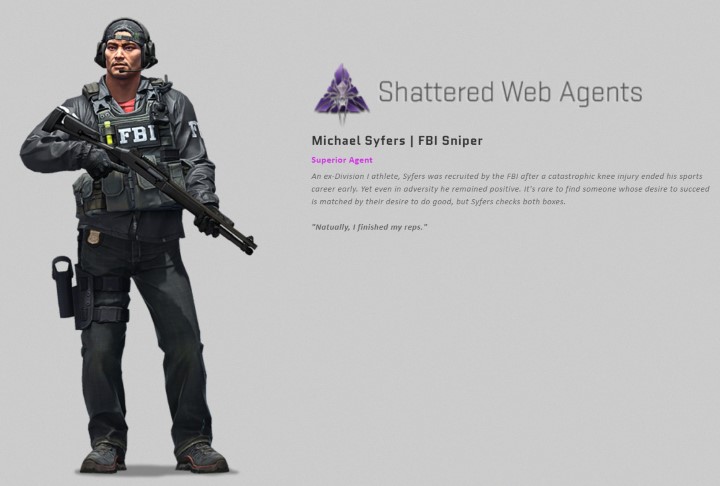 Shattered Web Agents
FBI
F
Michael Syfers | FBI Sniper
Superior Agent
An ex-Division I athlete, Syfers was recruited by the FBI after a catastrophic knee injury ended his sports
career early. Yet even in adversity he remained positive. It's rare to find someone whose desire to succeed
is matched by their desire to do good, but Syfers checks both boxes.
"Natually, I finished my reps."